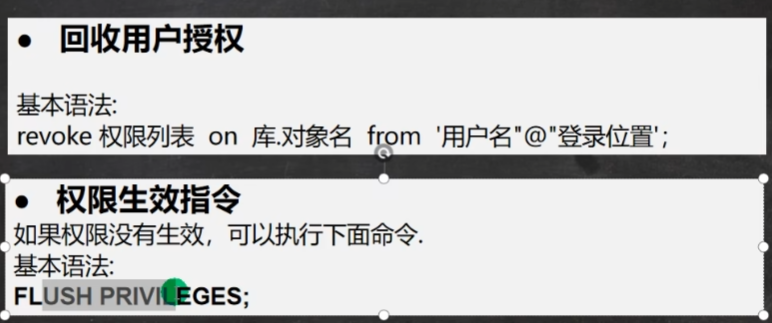 ● 回收用户授权
基本语法:
revoke 权限列表 on 库.对象名 from '用户名"@"登录位置';
● 权限生效指令
如果权限没有生效，可以执行下面命令.
基本语法:
FLUSH PRIVILEGES;